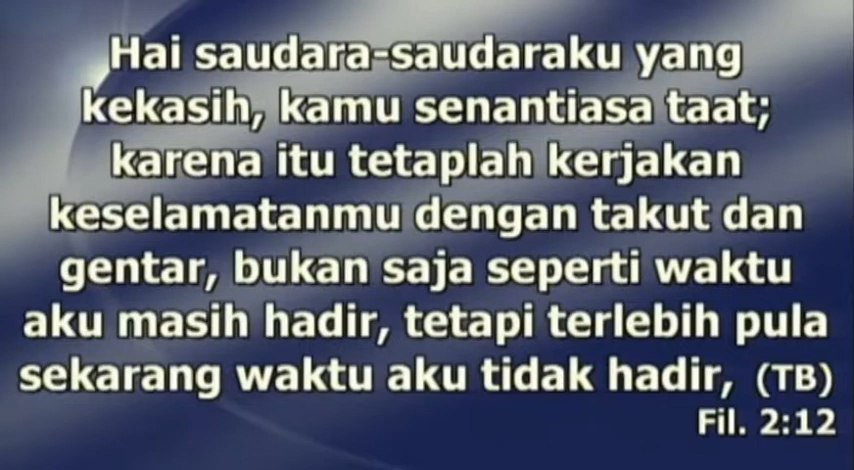 Hai saudara-saudaraku yang
kekasih, kamu senantiasa taat;
karena itu tetaplah kerjakan
keselamatanmu dengan takut dan
gentar, bukan saja seperti waktu
aku masih hadir, tetapi terlebih pula
sekarang waktu aku tidak hadir, (TB)
Fil. 2:12